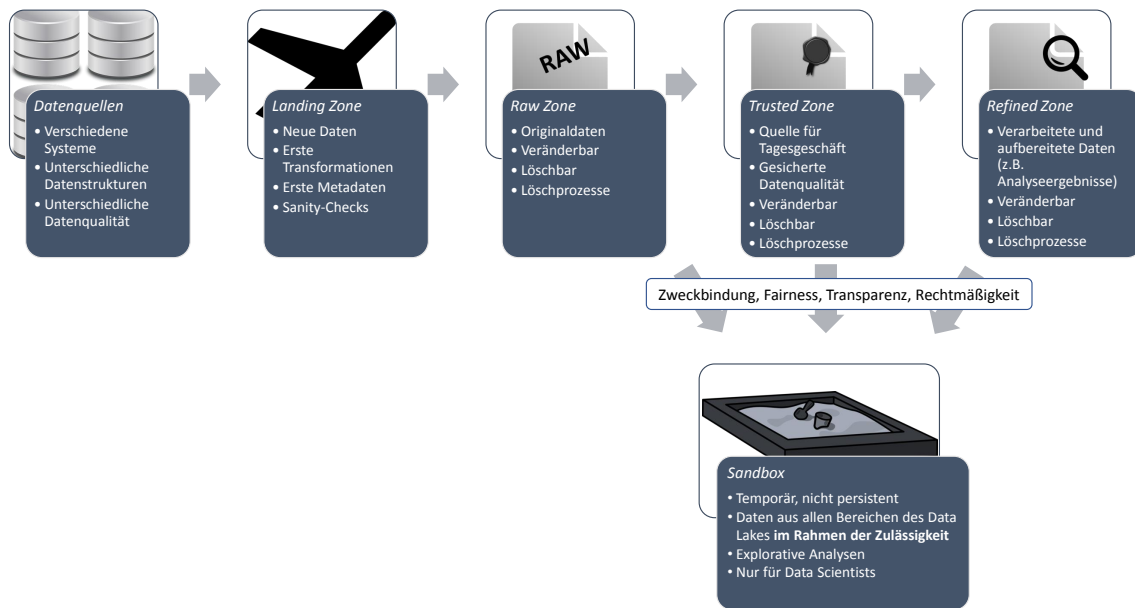 Datenquellen
• Verschiedene
Systeme
• Unterschiedliche
Datenstrukturen
• Unterschiedliche
Datenqualität
Landing Zone
• Neue Daten
• Erste
Transformationen
• Erste Metadaten
• Sanity-Checks
RAW
Raw Zone
• Originaldaten
• Veränderbar
• Löschbar
• Löschprozesse
Trusted Zone
• Quelle für
Tagesgeschäft
• Gesicherte
Datenqualität
• Veränderbar
• Löschbar
• Löschprozesse
Refined Zone
• Verarbeitete und
aufbereitete Daten
(z.B.
Analyseergebnisse)
• Veränderbar
• Löschbar
• Löschprozesse
Zweckbindung, Fairness, Transparenz, Rechtmäßigkeit
Sandbox
• Temporär, nicht persistent
• Daten aus allen Bereichen des Data
Lakes im Rahmen der Zulässigkeit
• Explorative Analysen
• Nur für Data Scientists